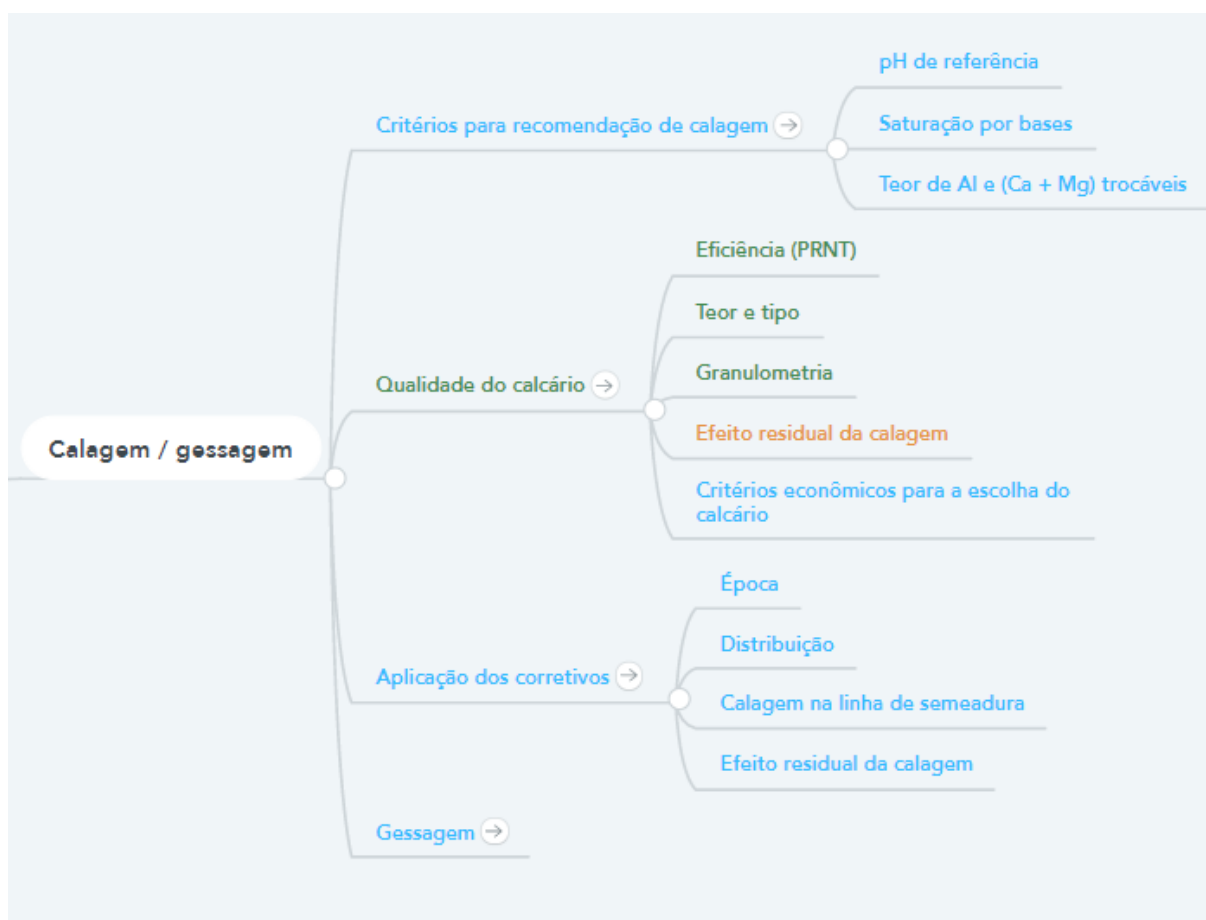 Calagem / gessagem
Critérios para recomendação de calagem
pH de referência
Saturação por bases
Teor de Al e (Ca + Mg) trocáveis
Qualidade do calcário
Eficiência (PRNT)
Teor e tipo
Granulometria
Efeito residual da calagem
Critérios econômicos para a escolha do
calcário
Aplicação dos corretivos
Época
Distribuição
Calagem na linha de semeadura
Efeito residual da calagem
Gessagem